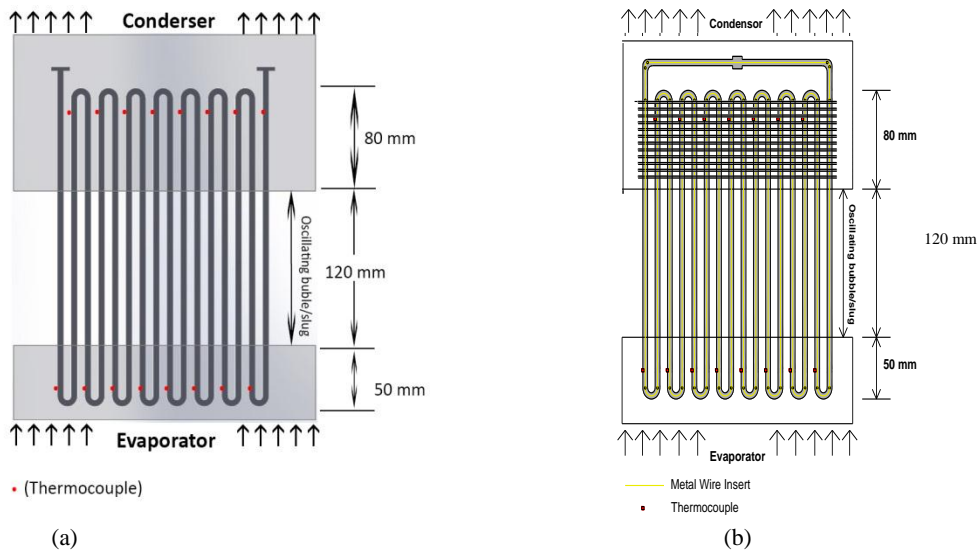 Conderser
80 mm
Oscillating buble/slug
120 mm
50 mm
Evaporator
• (Thermocouple)
(a)
Condensor
80 mm
Oscillating bubble/slug
120 mm
50 mm
Evaporator
Metal Wire Insert
Thermocouple
(b)